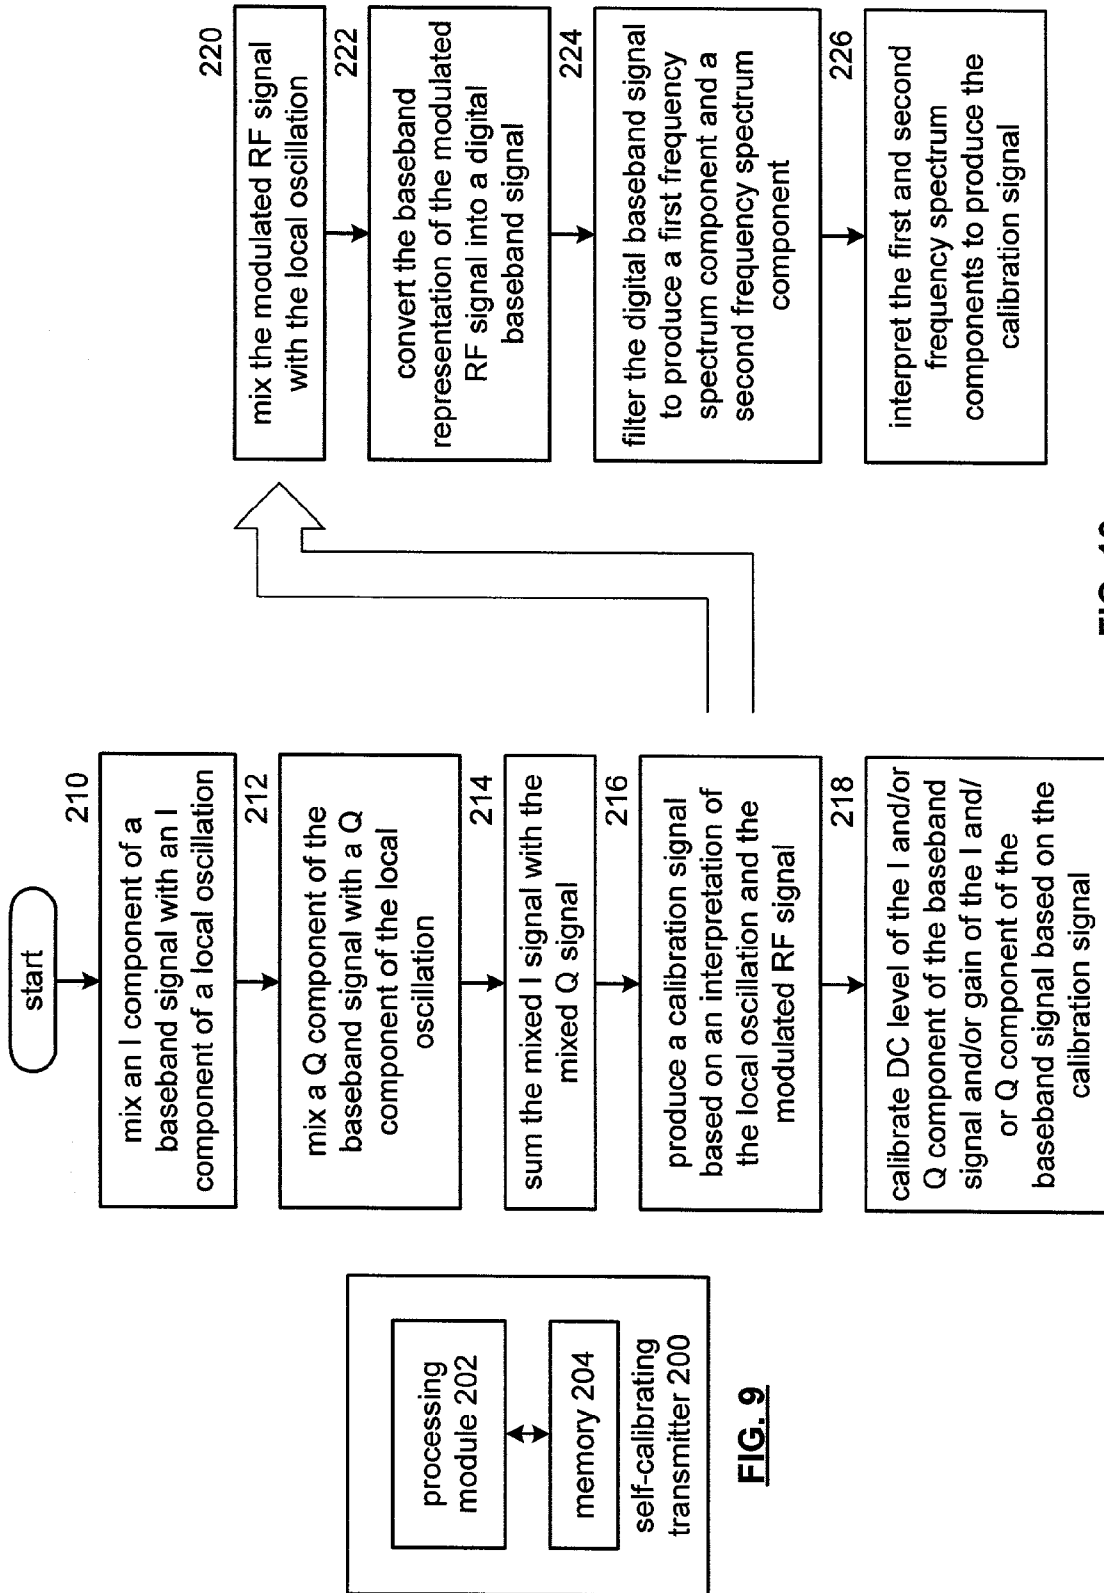 processing
module 202
memory 204
self-calibrating
transmitter 200
FIG. 9
start
210
mix an I component of a
baseband signal with an I
component of a local oscillation
212
mix a Q component of the
baseband signal with a Q
component of the local
oscillation
214
sum the mixed I signal with the
mixed Q signal
216
produce a calibration signal
based on an interpretation of
the local oscillation and the
modulated RF signal
218
calibrate DC level of the I and/or
Q component of the baseband
signal and/or gain of the I and/
or Q component of the
baseband signal based on the
calibration signal
220
mix the modulated RF signal
with the local oscillation
222
convert the baseband
representation of the modulated
RF signal into a digital
baseband signal
224
filter the digital baseband signal
to produce a first frequency
spectrum component and a
second frequency spectrum
component
226
interpret the first and second
frequency spectrum
components to produce the
calibration signal
FIG.